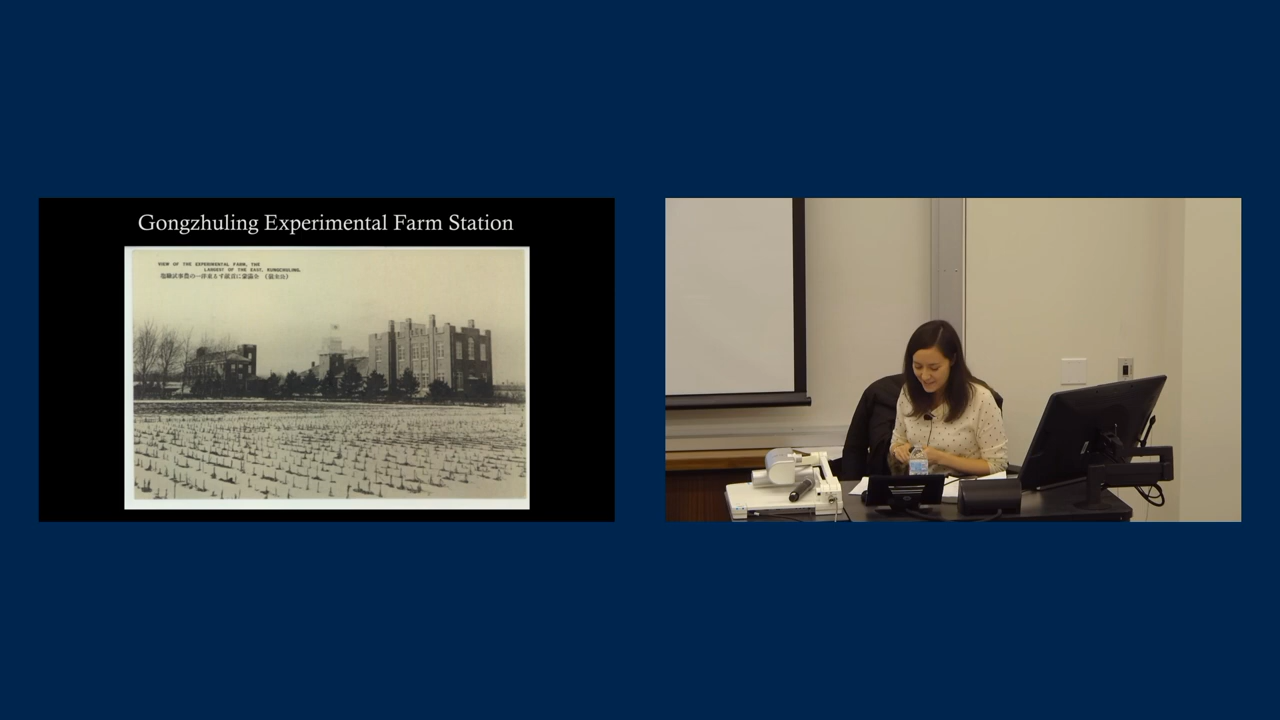 Gongzhuling Experimental Farm Station
VIEW OF THE EXPERIMENTAL FARM, THE
LARGEST OF THE EAST, KUNGCHULING.